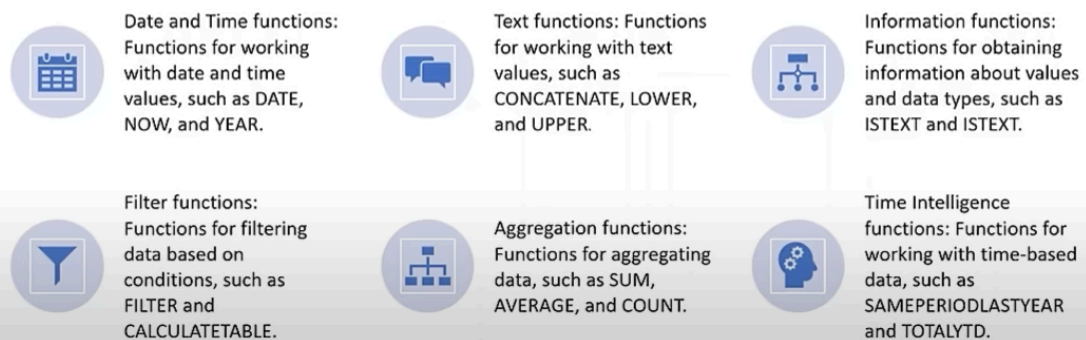 Date and Time functions:
Functions for working
with date and time
values, such as DATE,
NOW, and YEAR.
Text functions: Functions
for working with text
values, such as
CONCATENATE, LOWER,
and UPPER.
Information functions:
Functions for obtaining
information about values
and data types, such as
ISTEXT and ISTEXT.
Filter functions:
Functions for filtering
data based on
conditions, such as
FILTER and
CALCULATETABLE.
Aggregation functions:
Functions for aggregating
data, such as SUM,
AVERAGE, and COUNT.
Time Intelligence
functions: Functions for
working with time-based
data, such as
SAMEPERIODLASTYEAR
and TOTALYTD.